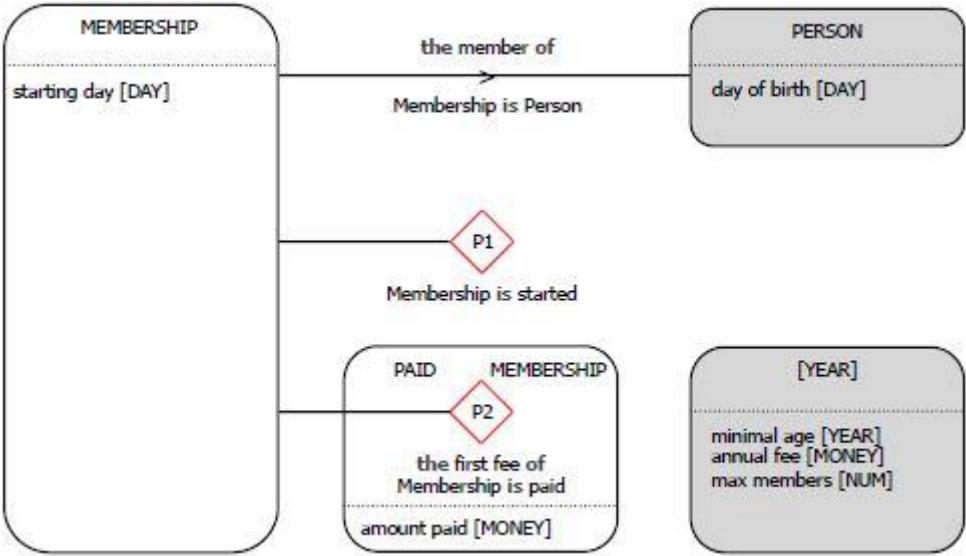 MEMBERSHIP
starting day [DAY]
the member of
Membership is Person
PERSON
day of birth [DAY]
P1
Membership is started
PAID MEMBERSHIP
P2
the first fee of
Membership is paid
amount paid [MONEY]
[YEAR]
minimal age [YEAR]
annual fee [MONEY]
max members [NUM]